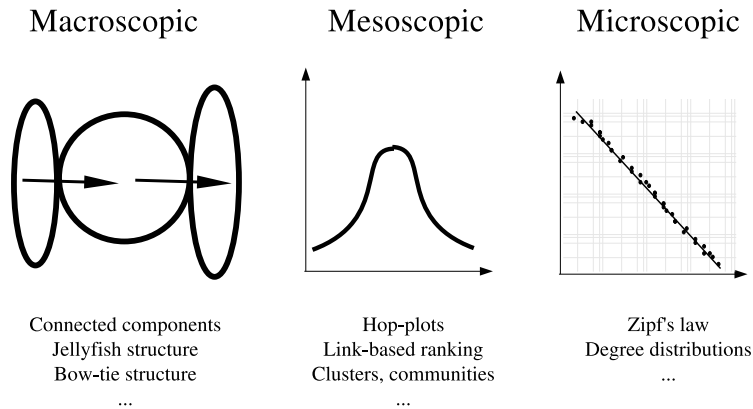 Macroscopic
Mesoscopic
Microscopic
Connected components
Jellyfish structure
Bow-tie structure
...
Hop-plots
Link-based ranking
Clusters, communities
...
Zipf's law
Degree distributions
...